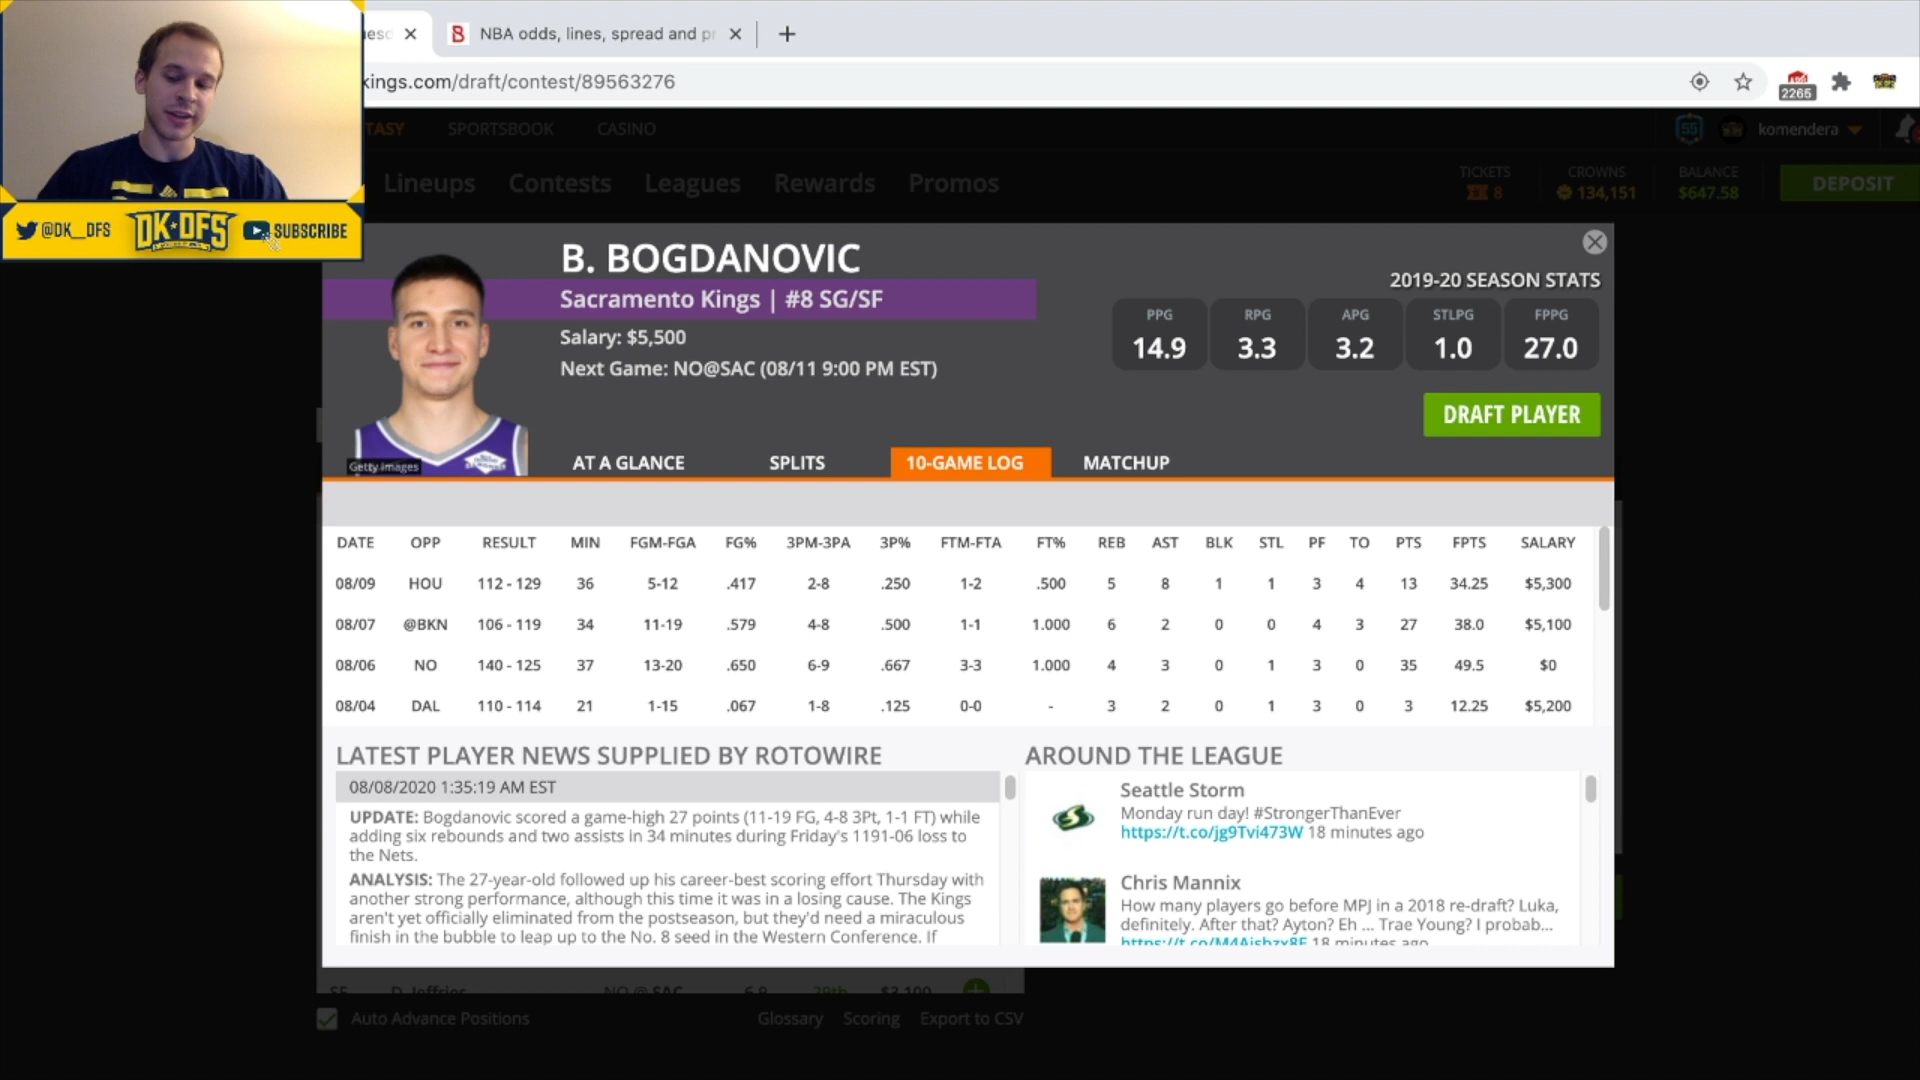 NBA odds, lines, spread and pr
kings.com/draft/contest/89563276
2265
SPORTSBOOK CASINO
55 komendera
Lineups Contests Leagues Rewards Promos
TICKETS CROWNS BALANCE
8 134,151 $647.58
DEPOSIT
@DK__DFS DK★DFS SUBSCRIBE
B. BOGDANOVIC
Sacramento Kings | #8 SG/SF
Salary: $5,500
Next Game: NO@SAC (08/11 9:00 PM EST)
2019-20 SEASON STATS
PPG RPG APG STLPG FPPG
14.9 3.3 3.2 1.0 27.0
DRAFT PLAYER
Getty Images
AT A GLANCE SPLITS 10-GAME LOG MATCHUP
DATE OPP RESULT MIN FGM-FGA FG% 3PM-3PA 3P% FTM-FTA FT% REB AST BLK STL PF TO PTS FPTS SALARY
08/09 HOU 112 - 129 36 5-12 .417 2-8 .250 1-2 .500 5 8 1 1 3 4 13 34.25 $5,300
08/07 @BKN 106 - 119 34 11-19 .579 4-8 .500 1-1 1.000 6 2 0 0 4 3 27 38.0 $5,100
08/06 NO 140 - 125 37 13-20 .650 6-9 .667 3-3 1.000 4 3 0 1 3 0 35 49.5 $0
08/04 DAL 110 - 114 21 1-15 .067 1-8 .125 0-0 - 3 2 0 1 3 0 3 12.25 $5,200
LATEST PLAYER NEWS SUPPLIED BY ROTOWIRE
08/08/2020 1:35:19 AM EST
UPDATE: Bogdanovic scored a game-high 27 points (11-19 FG, 4-8 3Pt, 1-1 FT) while
adding six rebounds and two assists in 34 minutes during Friday's 1191-06 loss to
the Nets.
ANALYSIS: The 27-year-old followed up his career-best scoring effort Thursday with
another strong performance, although this time it was in a losing cause. The Kings
aren't yet officially eliminated from the postseason, but they'd need a miraculous
finish in the bubble to leap up to the No. 8 seed in the Western Conference. If
AROUND THE LEAGUE
Seattle Storm
Monday run day! #StrongerThanEver
https://t.co/jg9Tvi473W 18 minutes ago
Chris Mannix
How many players go before MPJ in a 2018 re-draft? Luka,
definitely. After that? Ayton? Eh ... Trae Young? I probab...
18 minutes ago
D. Jeffries NO @ SAC 6.9 29th $3,100
Auto Advance Positions
Glossary Scoring Export to CSV